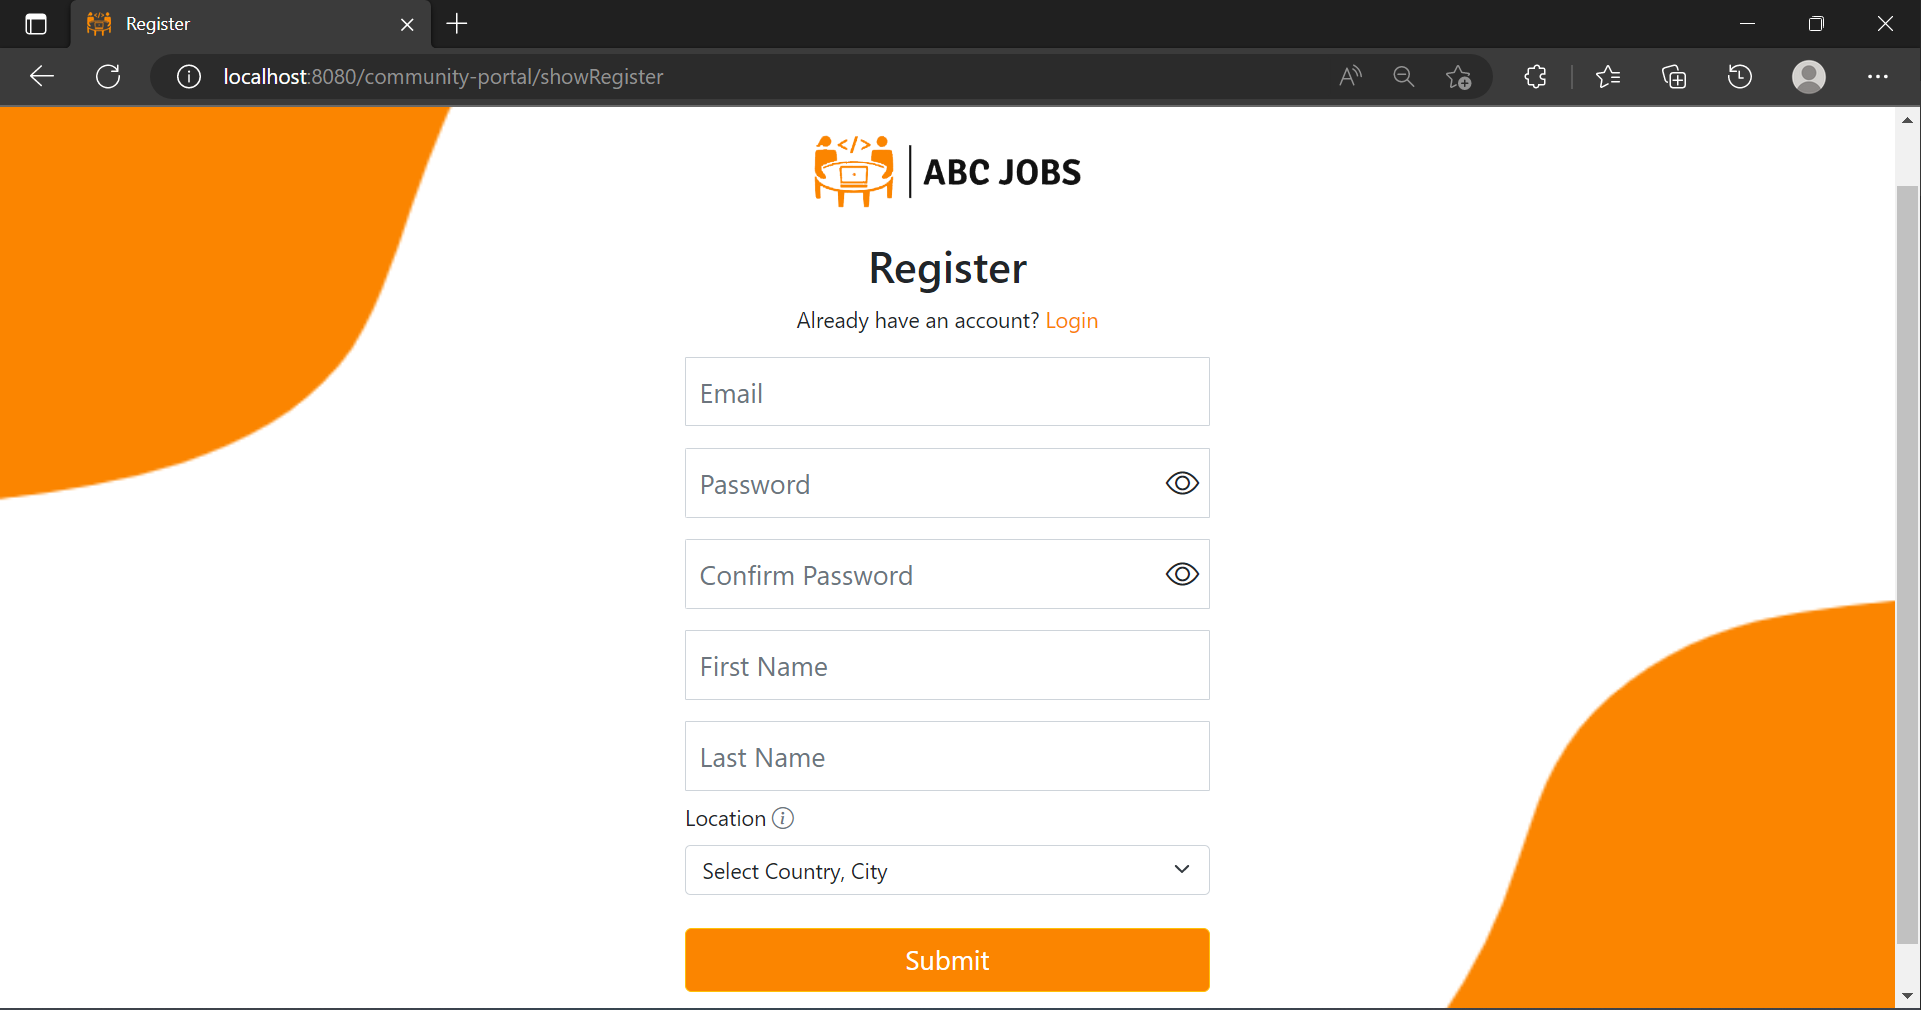 Register
localhost:8080/community-portal/showRegister
</> ABC JOBS
Register
Already have an account? Login
Email
Password
Confirm Password
First Name
Last Name
Location
Select Country, City
Submit